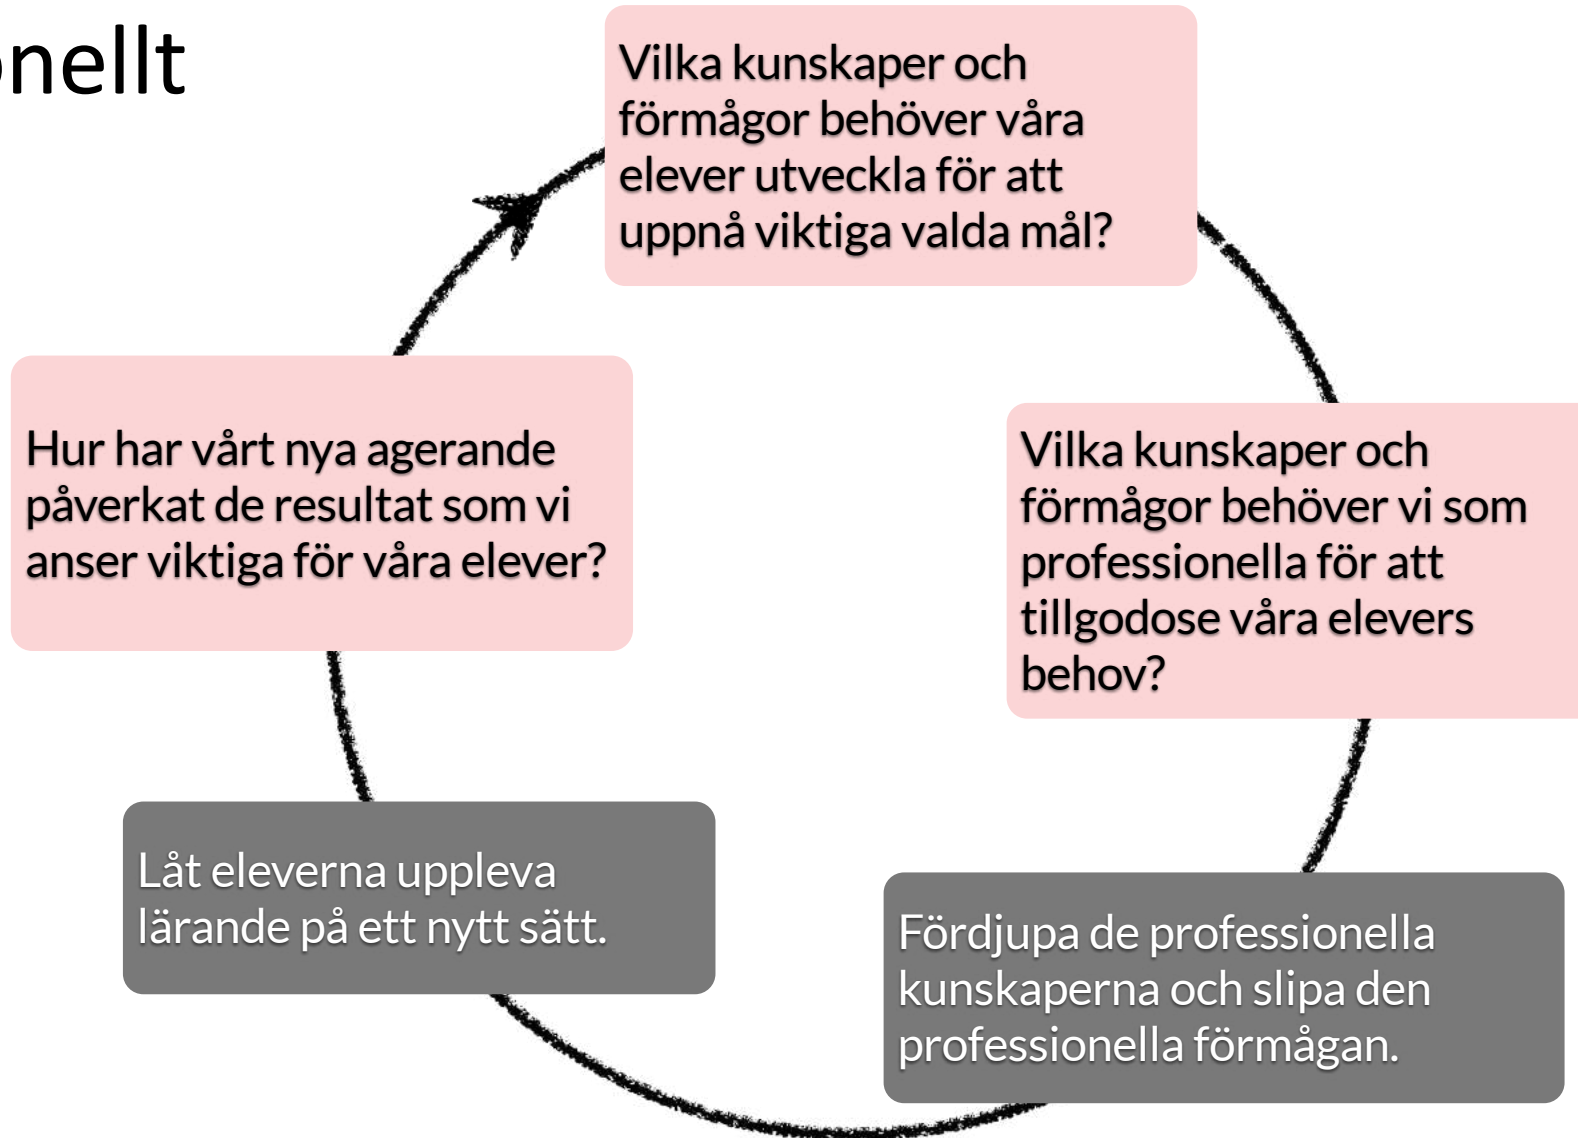 onellt
Vilka kunskaper och
förmågor behöver våra
elever utveckla för att
uppnå viktiga valda mål?
Vilka kunskaper och
förmågor behöver vi som
professionella för att
tillgodose våra elevers
behov?
Fördjupa de professionella
kunskaperna och slipa den
professionella förmågan.
Låt eleverna uppleva
lärande på ett nytt sätt.
Hur har vårt nya agerande
påverkat de resultat som vi
anser viktiga för våra elever?